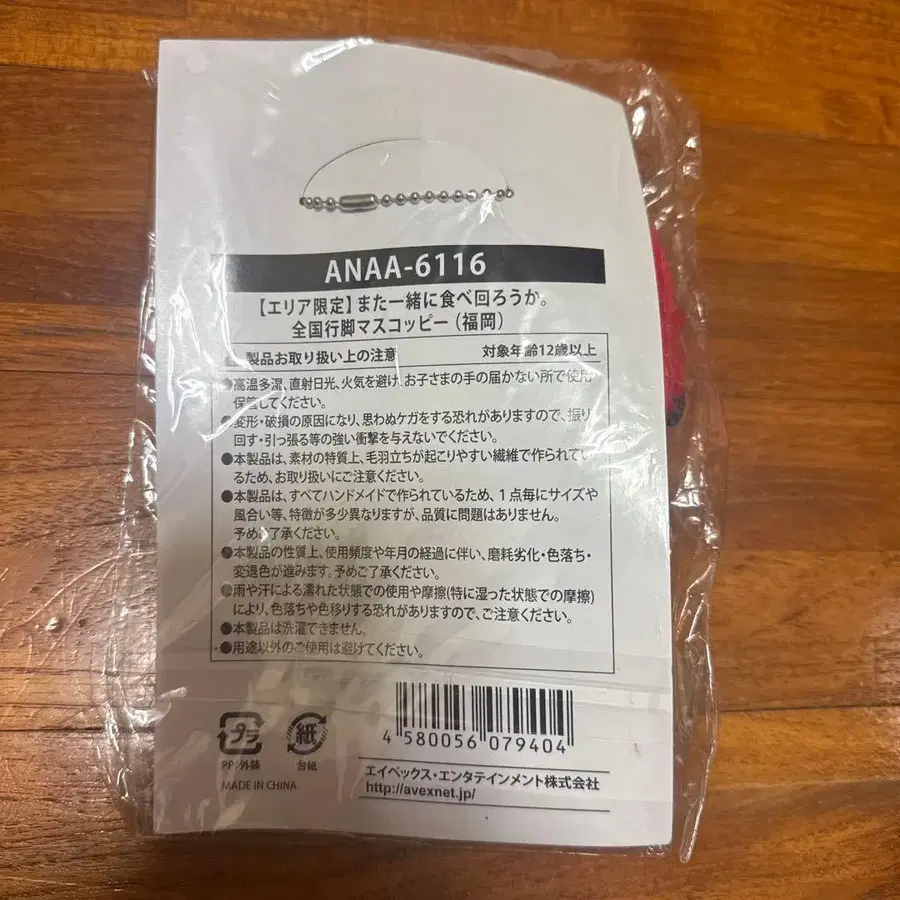 ANAA-6116
【エリア限定】また一緒に食べ回ろうか。
全国行脚マスコッピー（福岡）
製品お取り扱い上の注意 対象年齢12歳以上
●高温多湿、直射日光、火気を避け、お子さまの手の届かない所で使用・
保管してください。
●変形・破損の原因になり、思わぬケガをする恐れがありますので、振り
回す・引っ張る等の強い衝撃を与えないでください。
●本製品は、素材の特質上、毛羽立ちが起こりやすい繊維で作られてい
るため、お取り扱いにご注意ください。
●本製品は、すべてハンドメイドで作られているため、1点毎にサイズや
風合い等、特徴が多少異なりますが、品質に問題はありません。
予めご了承ください。
●本製品の性質上、使用頻度や年月の経過に伴い、磨耗劣化・色落ち・
変退色が進みます。予めご了承ください。
●雨や汗による濡れた状態での使用や摩擦(特に湿った状態での摩擦)
により、色落ちや色移りする恐れがありますので、ご注意ください。
●本製品は洗濯できません。
●用途以外のご使用は避けてください。
プラ 紙
PP:外装 台紙
MADE IN CHINA
4 580056 079404
エイベックス・エンタテインメント株式会社
http://avexnet.jp/